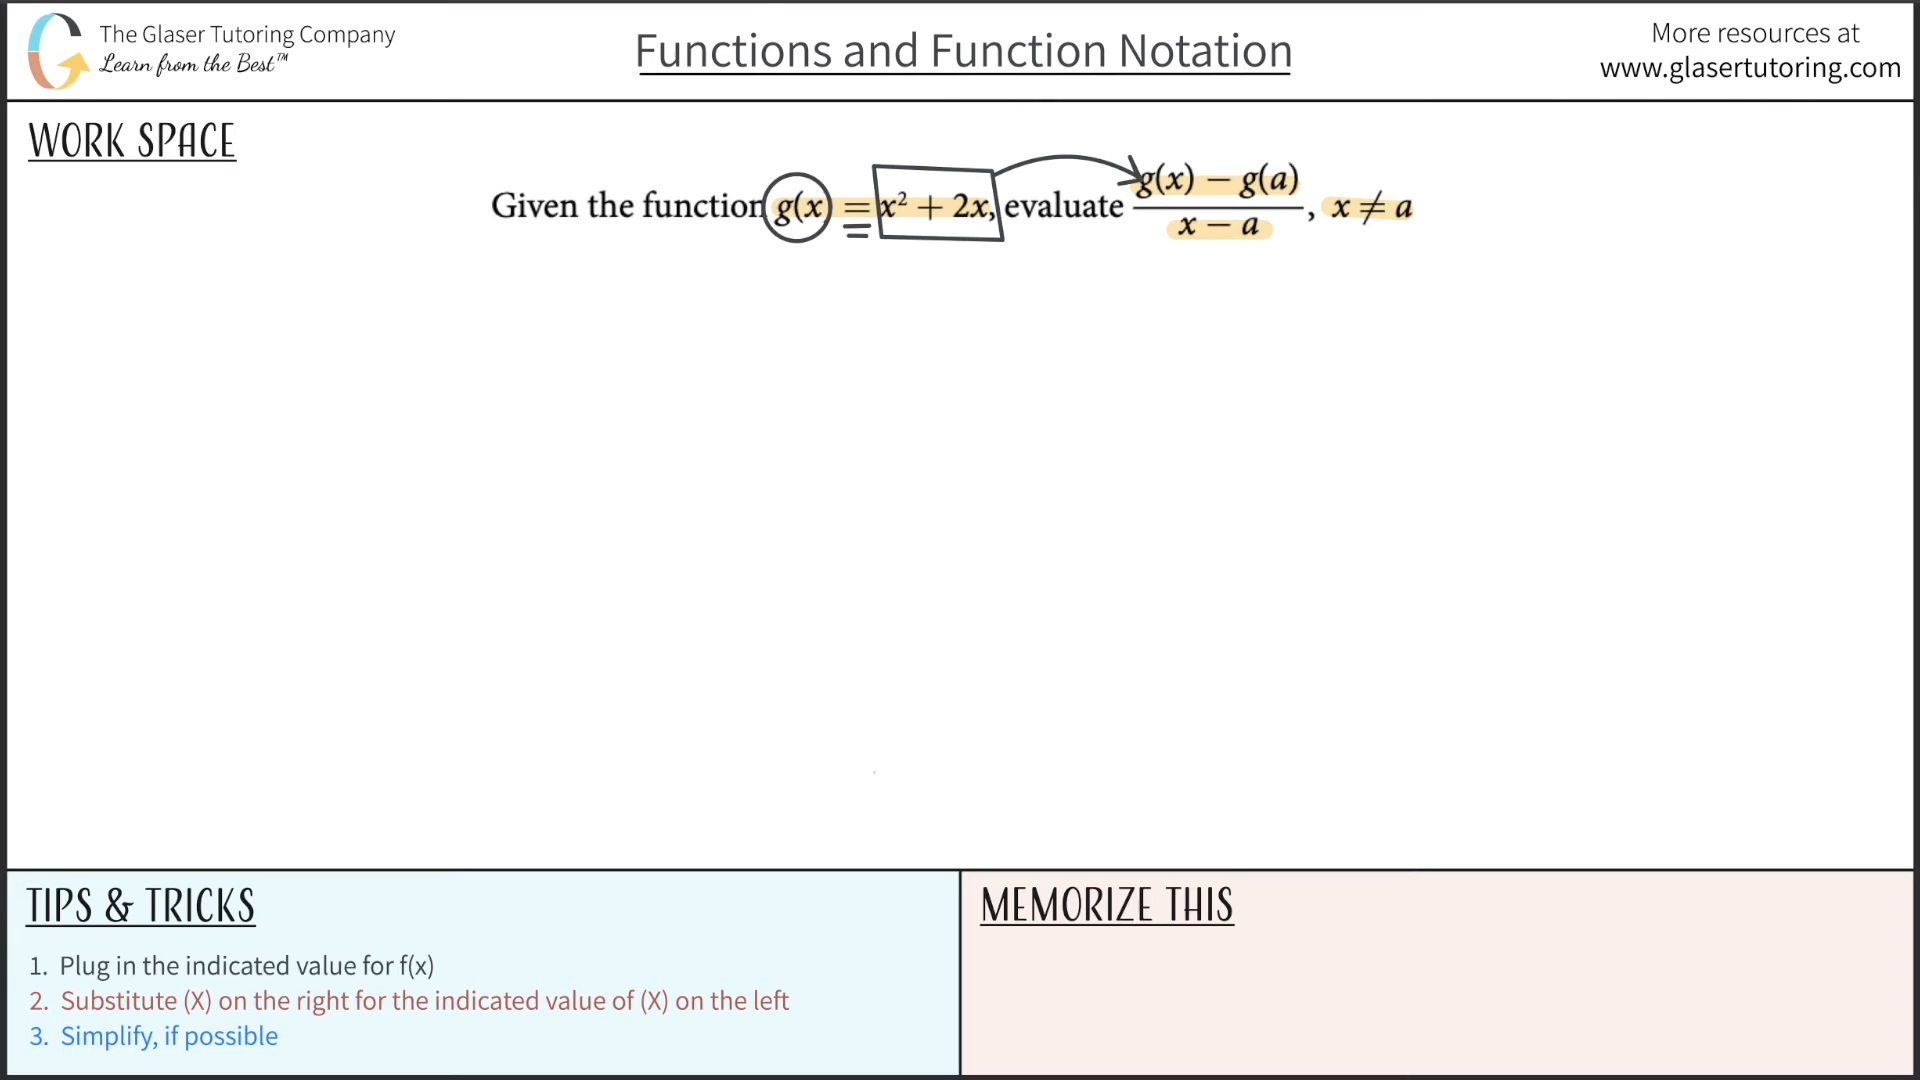 The Glaser Tutoring Company
Learn from the Best™
Functions and Function Notation
More resources at
www.glasertutoring.com
WORK SPACE
Given the function g(x) = x² + 2x, evaluate (g(x) − g(a))/(x − a), x ≠ a
TIPS & TRICKS
1. Plug in the indicated value for f(x)
2. Substitute (X) on the right for the indicated value of (X) on the left
3. Simplify, if possible
MEMORIZE THIS